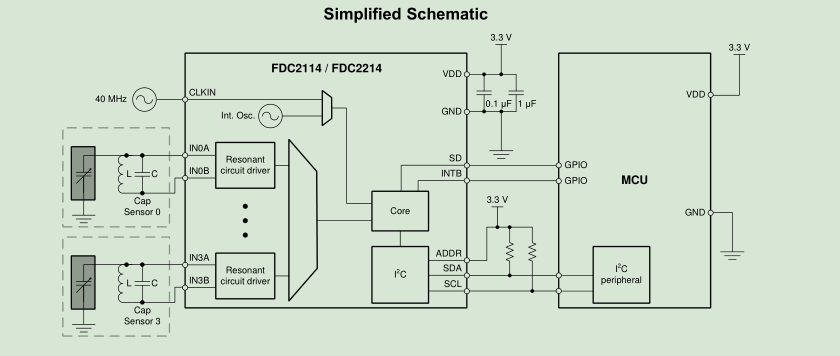 Simplified Schematic
3.3 V
3.3 V
FDC2114 / FDC2214
VDD
CLKIN
40 MHz
VDD
0.1 µF
1 µF
Int. Osc.
GND
IN0A
Resonant
circuit driver
SD
GPIO
INTB
GPIO
MCU
L
C
IN0B
Cap
Sensor 0
3.3 V
Core
GND
ADDR
IN3A
Resonant
circuit driver
I²C
SDA
I²C
peripheral
L
C
IN3B
SCL
Cap
Sensor 3